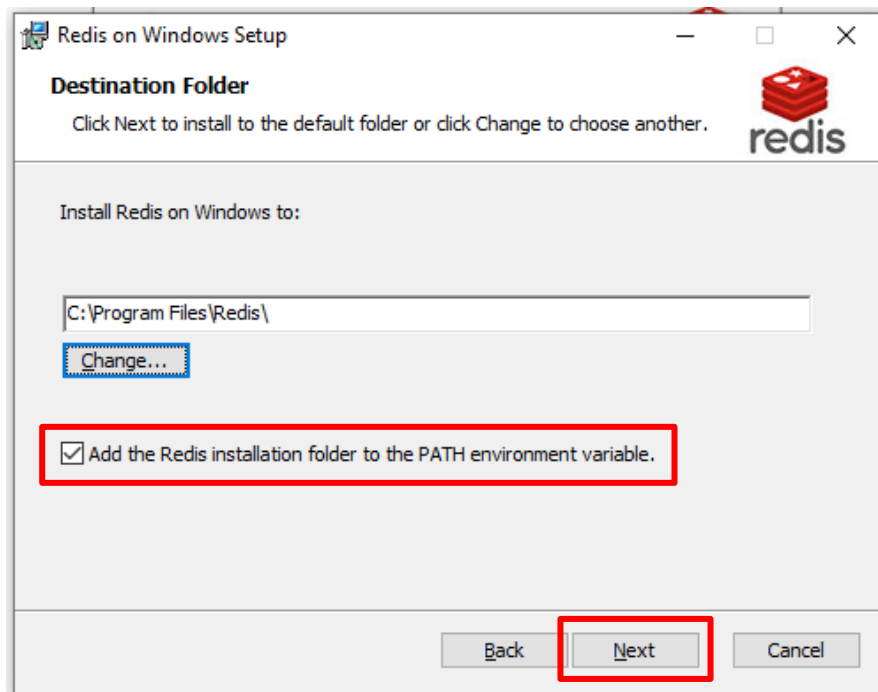 Redis on Windows Setup
Destination Folder
Click Next to install to the default folder or click Change to choose another.
redis
Install Redis on Windows to:
C:\Program Files\Redis\
Change...
Add the Redis installation folder to the PATH environment variable.
Back Next Cancel